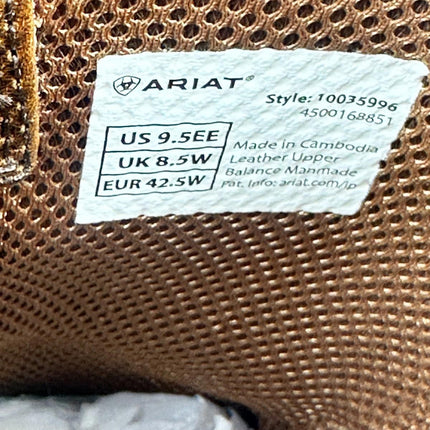 ARIAT®
Style: 10035996
4500168851
US 9.5EE
UK 8.5W
EUR 42.5W
Made in Cambodia
Leather Upper
Balance Manmade
Pat. Info: ariat.com/ip